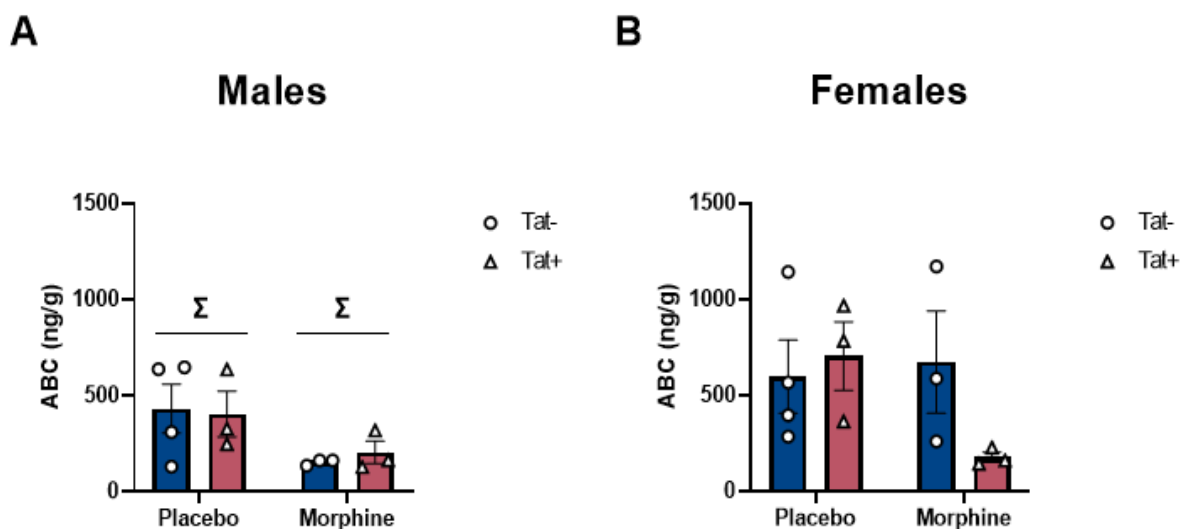 A
Males
1500
1000
500
0
ABC (ng/g)
Σ
Σ
Placebo
Morphine
Tat-
Tat+
B
Females
1500
1000
500
0
ABC (ng/g)
Placebo
Morphine
Tat-
Tat+